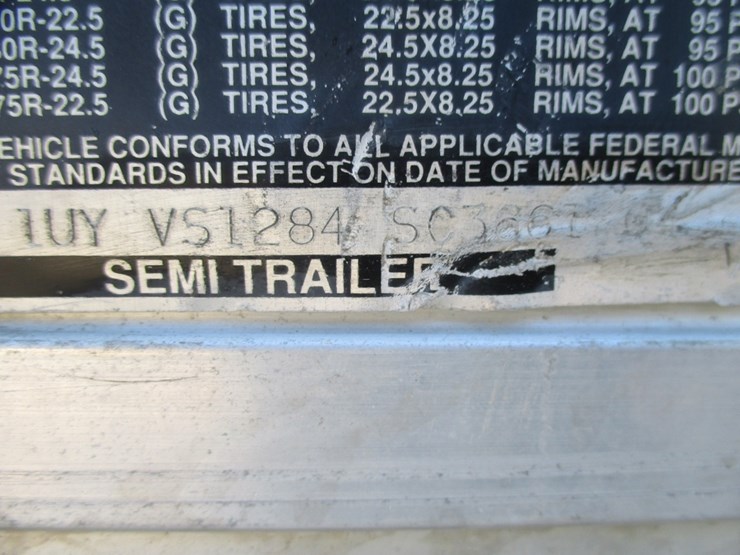 0R-22.5 (G) TIRES, 22.5x8.25 RIMS, AT 95 P
0R-24.5 (G) TIRES, 24.5X8.25 RIMS, AT 95 P
75R-24.5 (G) TIRES, 24.5x8.25 RIMS, AT 100 P
75R-22.5 (G) TIRES, 22.5X8.25 RIMS, AT 100 P
EHICLE CONFORMS TO ALL APPLICABLE FEDERAL M
STANDARDS IN EFFECT ON DATE OF MANUFACTURE
1UY VS1284
SEMI TRAILER